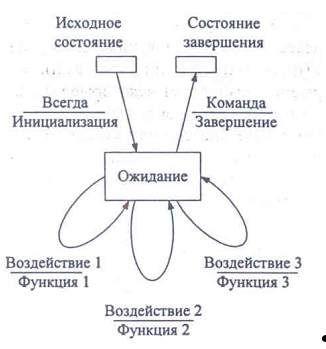 Исходное
состояние
Состояние
завершения
Всегда
Инициализация
Команда
Завершение
Ожидание
Воздействие 1
Функция 1
Воздействие 2
Функция 2
Воздействие 3
Функция 3